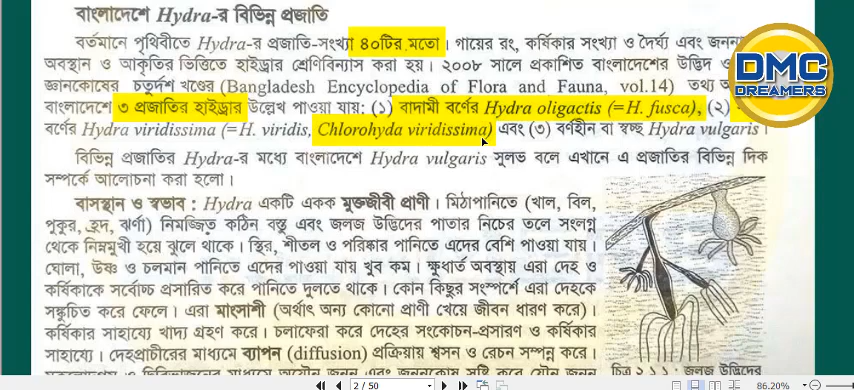 বাংলাদেশে Hydra-র বিভিন্ন প্রজাতি
বর্তমানে পৃথিবীতে Hydra-র প্রজাতি-সংখ্যা ৪০টির মতো। গায়ের রং, কর্ষিকার সংখ্যা ও দৈর্ঘ্য এবং জনন
অবস্থান ও আকৃতির ভিত্তিতে হাইড্রার শ্রেণিবিন্যাস করা হয়। ২০০৮ সালে প্রকাশিত বাংলাদেশের উদ্ভিদ ও
জ্ঞানকোষের চতুর্দশ খণ্ডের (Bangladesh Encyclopedia of Flora and Fauna, vol.14) তথ্য
বাংলাদেশে ৩ প্রজাতির হাইড্রার উল্লেখ পাওয়া যায়: (১) বাদামী বর্ণের Hydra oligactis (=H. fusca), (২)
বর্ণের Hydra viridissima (=H. viridis, Chlorohyda viridissima) এবং (৩) বর্ণহীন বা স্বচ্ছ Hydra vulgaris।
বিভিন্ন প্রজাতির Hydra-র মধ্যে বাংলাদেশে Hydra vulgaris সুলভ বলে এখানে এ প্রজাতির বিভিন্ন দিক
সম্পর্কে আলোচনা করা হলো।
বাসস্থান ও স্বভাব : Hydra একটি একক মুক্তজীবী প্রাণী। মিঠাপানিতে (খাল, বিল,
পুকুর, হ্রদ, ঝর্ণা) নিমজ্জিত কঠিন বস্তু এবং জলজ উদ্ভিদের পাতার নিচের তলে সংলগ্ন
থেকে নিম্নমুখী হয়ে ঝুলে থাকে। স্থির, শীতল ও পরিষ্কার পানিতে এদের বেশি পাওয়া যায়।
ঘোলা, উষ্ণ ও চলমান পানিতে এদের পাওয়া যায় খুব কম। ক্ষুধার্ত অবস্থায় এরা দেহ ও
কর্ষিকাকে সর্বোচ্চ প্রসারিত করে পানিতে দুলতে থাকে। কোন কিছুর সংস্পর্শে এরা দেহকে
সঙ্কুচিত করে ফেলে। এরা মাংসাশী (অর্থাৎ অন্য কোনো প্রাণী খেয়ে জীবন ধারণ করে)।
কর্ষিকার সাহায্যে খাদ্য গ্রহণ করে। চলাফেরা করে দেহের সংকোচন-প্রসারণ ও কর্ষিকার
সাহায্যে। দেহপ্রাচীরের মাধ্যমে ব্যাপন (diffusion) প্রক্রিয়ায় শ্বসন ও রেচন সম্পন্ন করে।
DMC
DREAMERS
2 / 50
86.20%